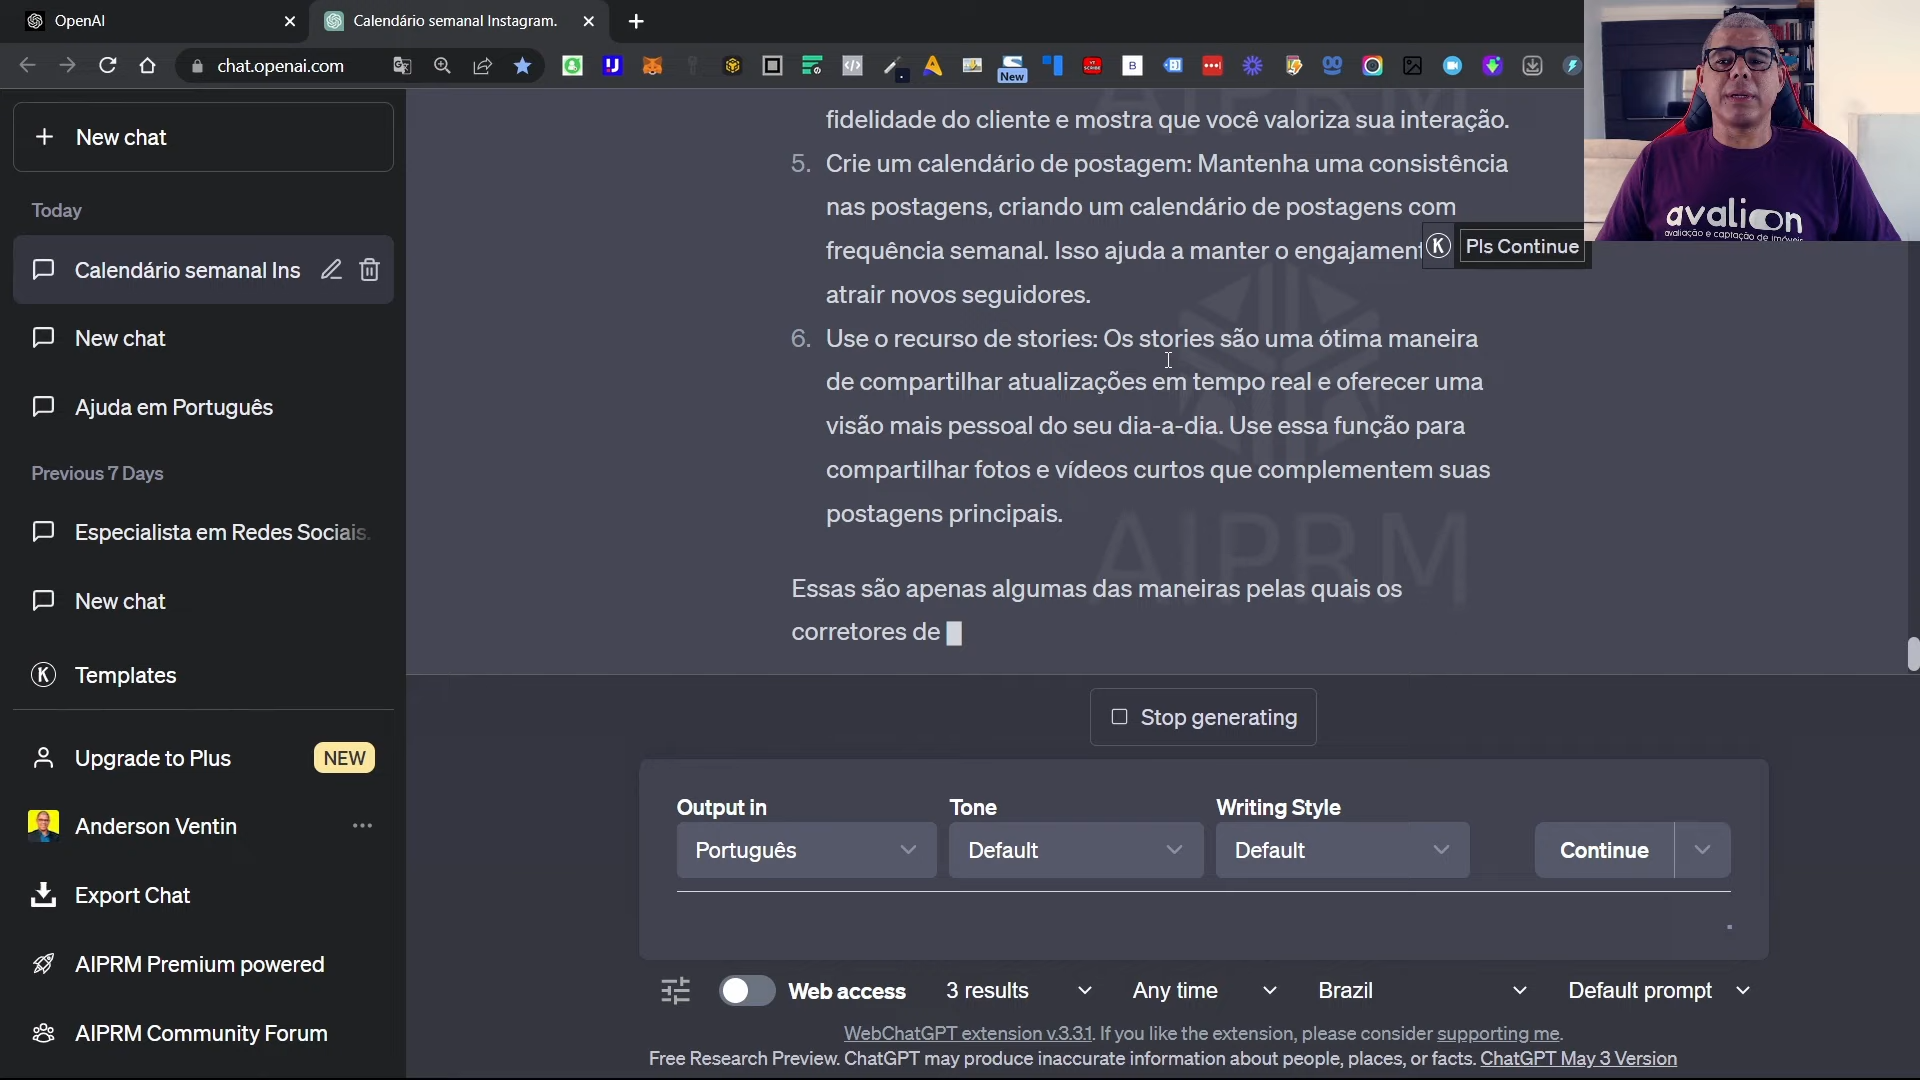 OpenAI
Calendário semanal Instagram.
chat.openai.com
New
New chat
Today
Calendário semanal Ins
New chat
Ajuda em Português
Previous 7 Days
Especialista em Redes Sociais.
New chat
Templates
Upgrade to Plus
NEW
Anderson Ventin
Export Chat
AIPRM Premium powered
AIPRM Community Forum
fidelidade do cliente e mostra que você valoriza sua interação.
5. Crie um calendário de postagem: Mantenha uma consistência
nas postagens, criando um calendário de postagens com
frequência semanal. Isso ajuda a manter o engajament
atrair novos seguidores.
6. Use o recurso de stories: Os stories são uma ótima maneira
de compartilhar atualizações em tempo real e oferecer uma
visão mais pessoal do seu dia-a-dia. Use essa função para
compartilhar fotos e vídeos curtos que complementem suas
postagens principais.
Essas são apenas algumas das maneiras pelas quais os
corretores de
AIPRM
AIPRM
K Pls Continue
avalion
avaliação e captação de imóveis
Stop generating
Output in
Tone
Writing Style
Português
Default
Default
Continue
Web access
3 results
Any time
Brazil
Default prompt
WebChatGPT extension v.3.3.1. If you like the extension, please consider supporting me.
Free Research Preview. ChatGPT may produce inaccurate information about people, places, or facts. ChatGPT May 3 Version